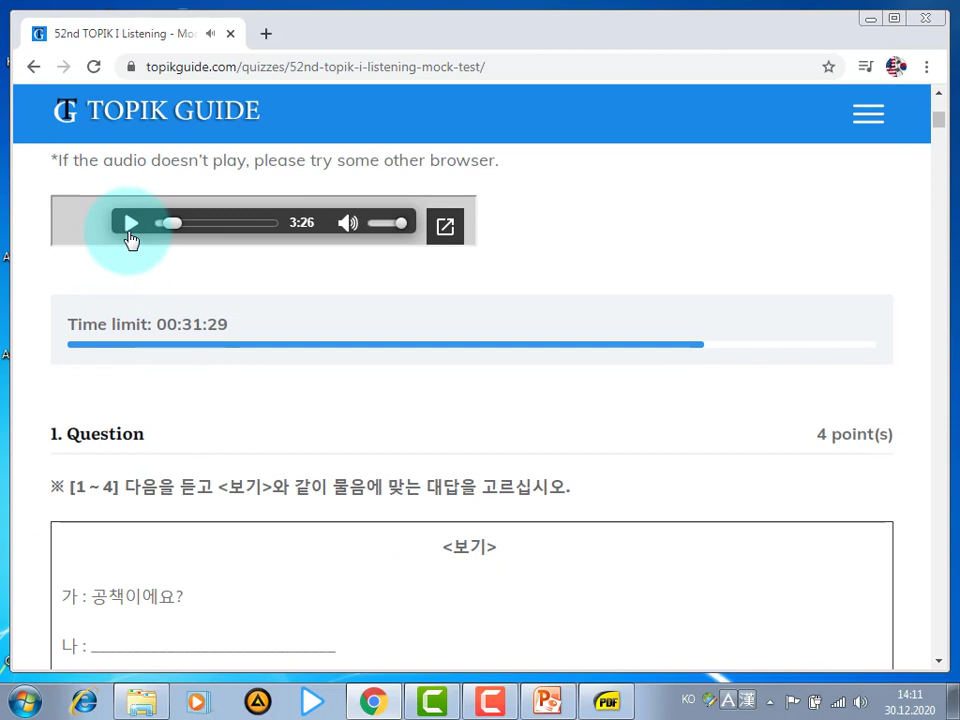 52nd TOPIK I Listening - Mo
topikguide.com/quizzes/52nd-topik-i-listening-mock-test/
TOPIK GUIDE
*If the audio doesn't play, please try some other browser.
3:26
Time limit: 00:31:29
1. Question
4 point(s)
※ [1 ~ 4] 다음을 듣고 <보기>와 같이 물음에 맞는 대답을 고르십시오.
<보기>
가 : 공책이에요?
나 : ____________________________
KO A 漢 14:11
30.12.2020